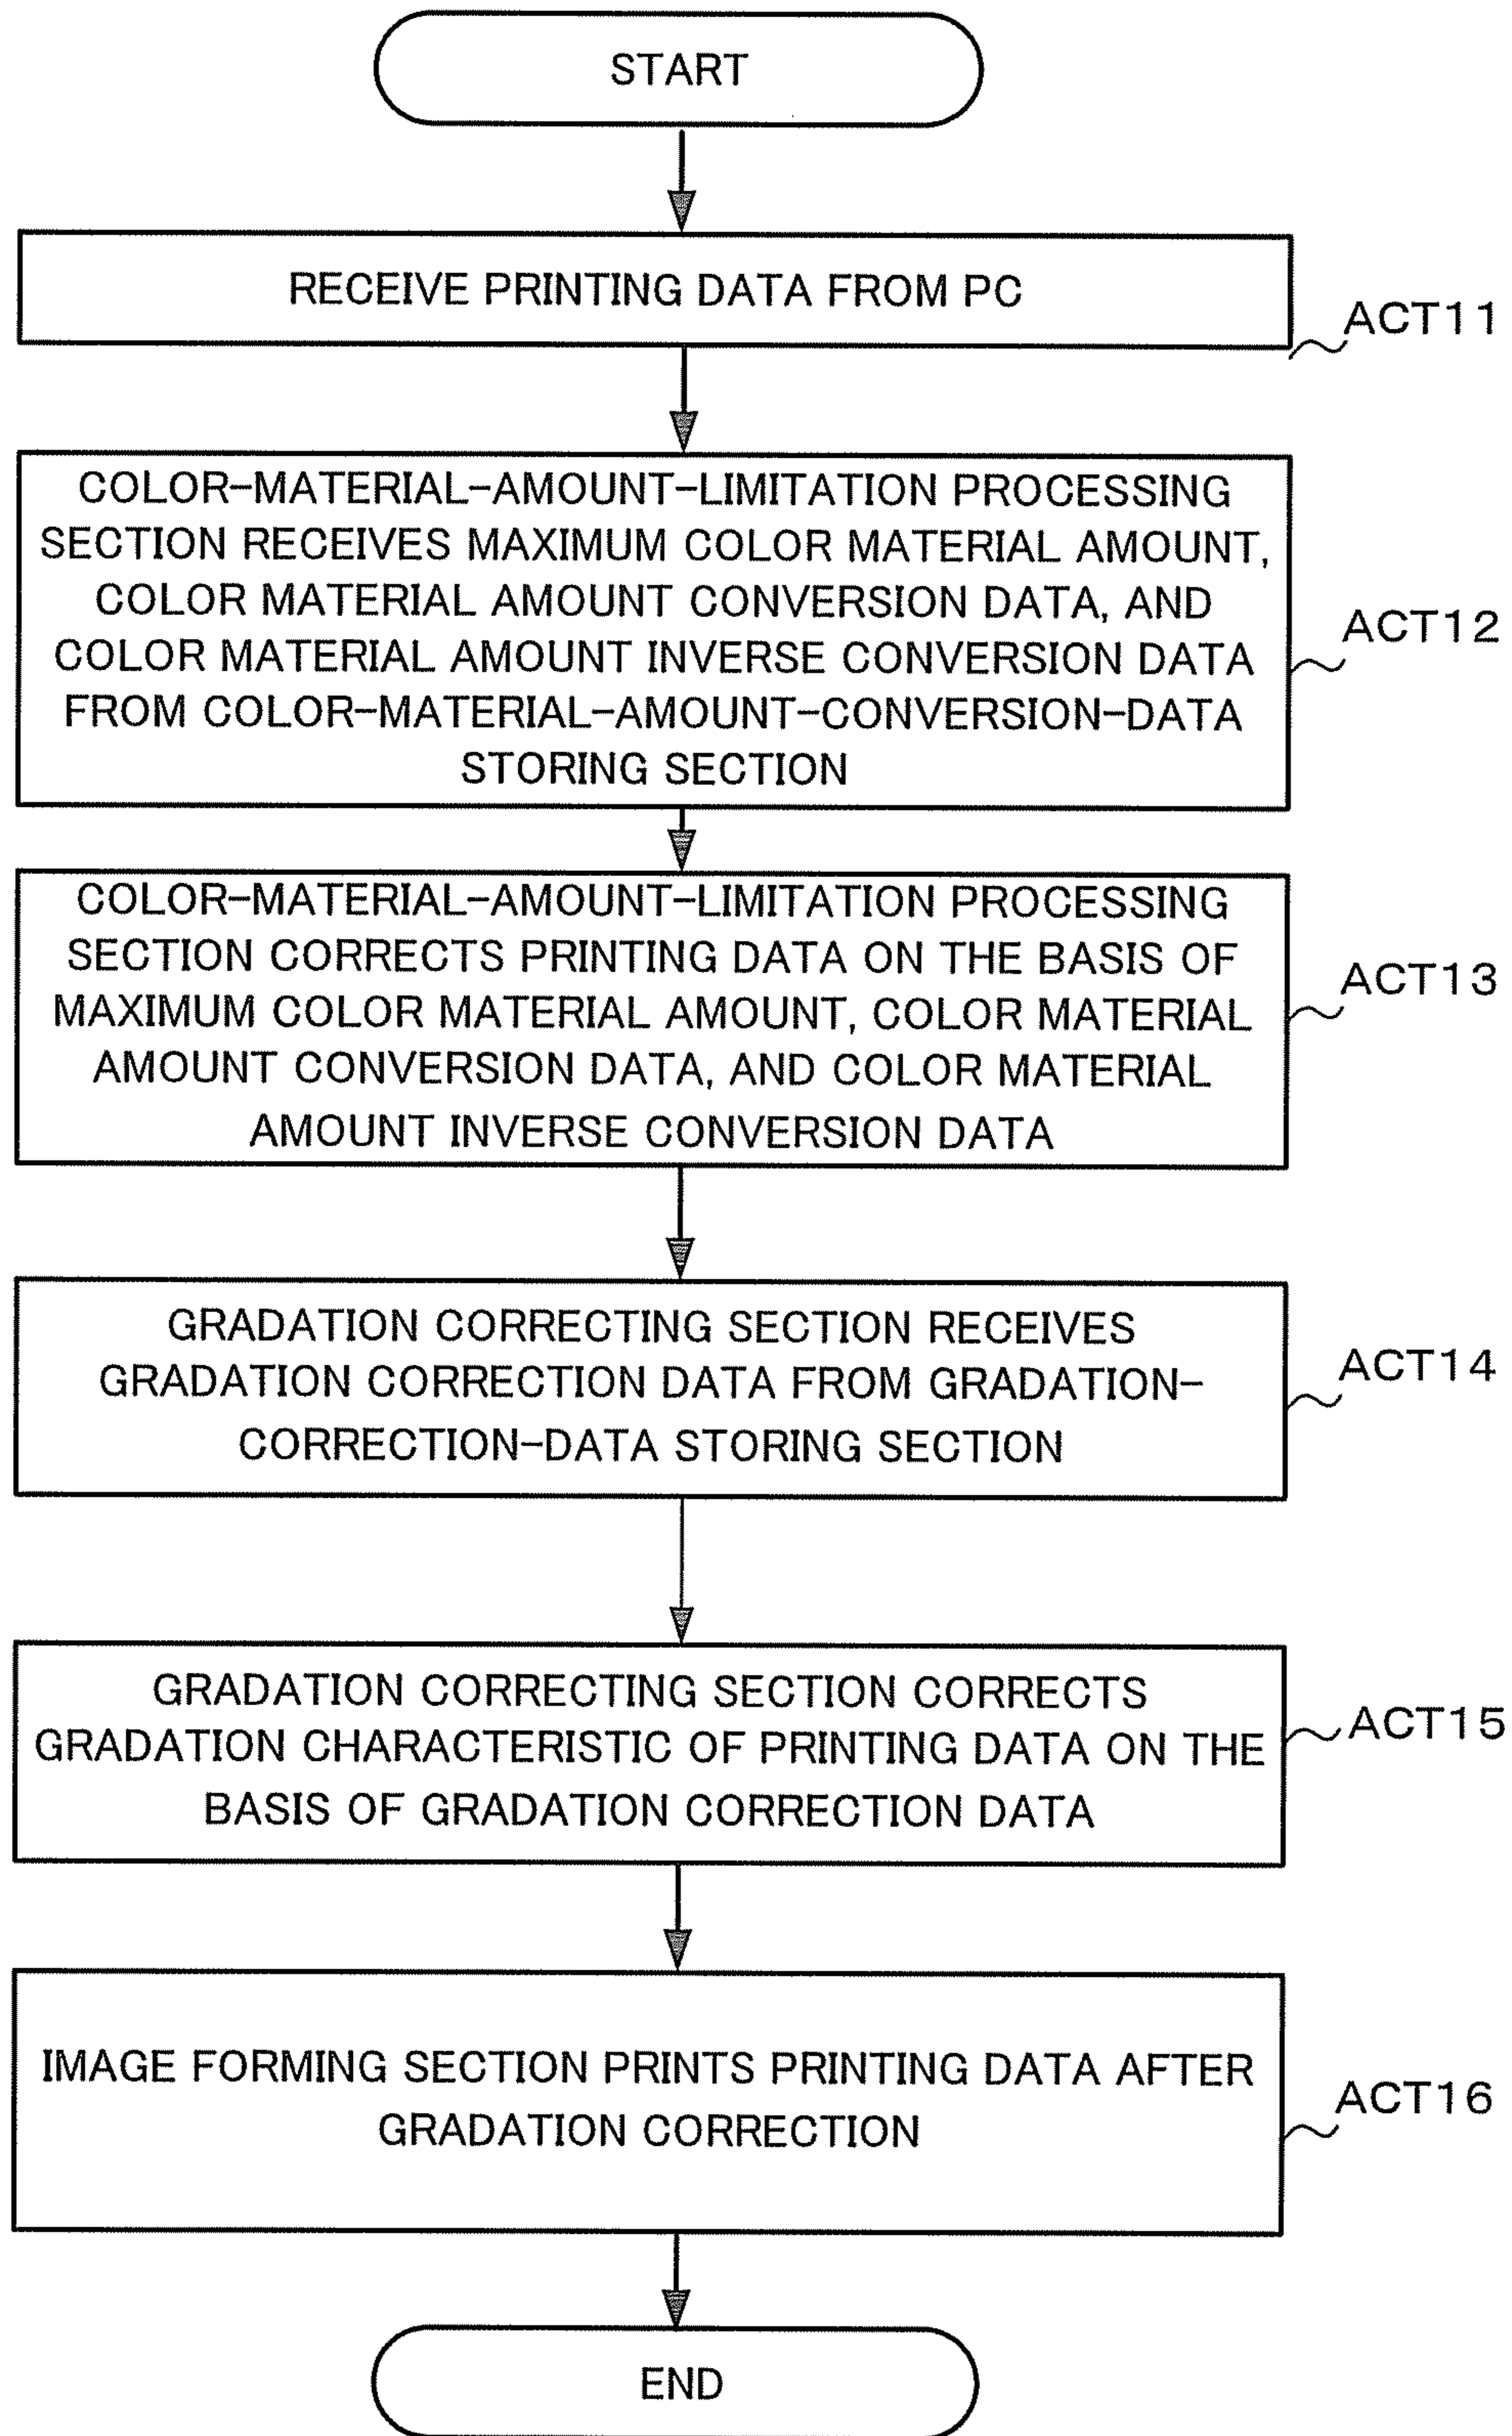 START
RECEIVE PRINTING DATA FROM PC
ACT11
COLOR-MATERIAL-AMOUNT-LIMITATION PROCESSING
SECTION RECEIVES MAXIMUM COLOR MATERIAL AMOUNT,
COLOR MATERIAL AMOUNT CONVERSION DATA, AND
COLOR MATERIAL AMOUNT INVERSE CONVERSION DATA
FROM COLOR-MATERIAL-AMOUNT-CONVERSION-DATA
STORING SECTION
ACT12
COLOR-MATERIAL-AMOUNT-LIMITATION PROCESSING
SECTION CORRECTS PRINTING DATA ON THE BASIS OF
MAXIMUM COLOR MATERIAL AMOUNT, COLOR MATERIAL
AMOUNT CONVERSION DATA, AND COLOR MATERIAL
AMOUNT INVERSE CONVERSION DATA
ACT13
GRADATION CORRECTING SECTION RECEIVES
GRADATION CORRECTION DATA FROM GRADATION-
CORRECTION-DATA STORING SECTION
ACT14
GRADATION CORRECTING SECTION CORRECTS
GRADATION CHARACTERISTIC OF PRINTING DATA ON THE
BASIS OF GRADATION CORRECTION DATA
ACT15
IMAGE FORMING SECTION PRINTS PRINTING DATA AFTER
GRADATION CORRECTION
ACT16
END